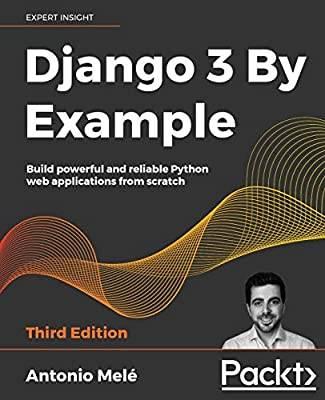 EXPERT INSIGHT
Django 3 By
Example
Build powerful and reliable Python
web applications from scratch
Third Edition
Antonio Melé
Packt>